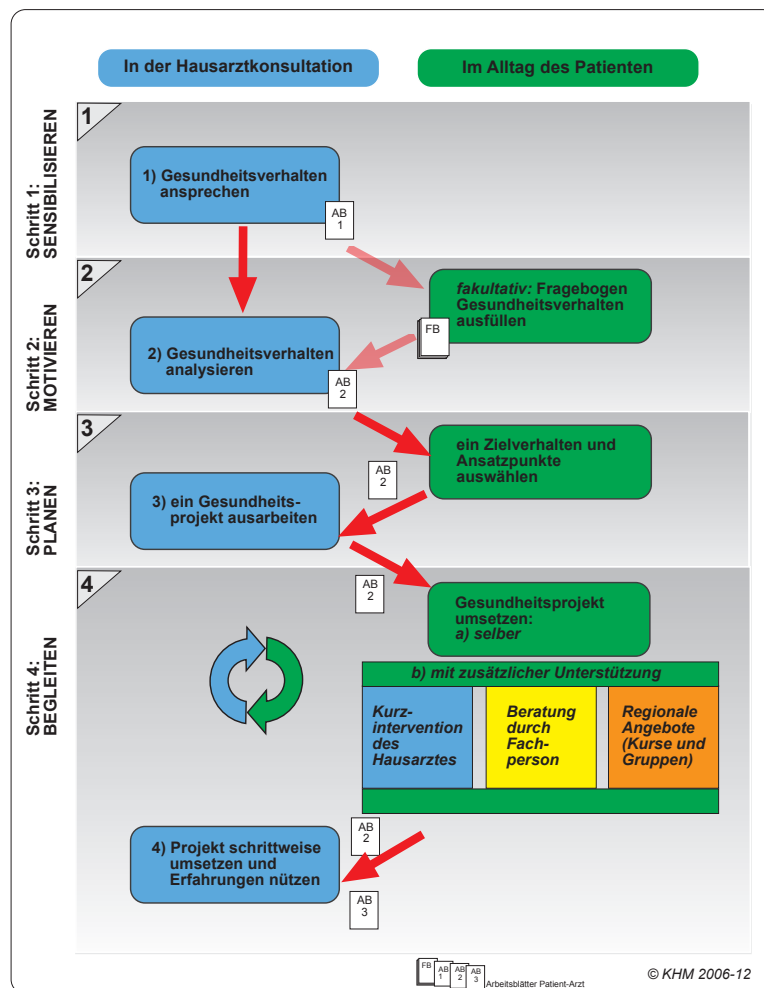 In der Hausarztkonsultation
Im Alltag des Patienten
Schritt 1:
SENSIBILISIEREN
1
1) Gesundheitsverhalten
ansprechen
AB
1
Schritt 2:
MOTIVIEREN
2
fakultativ: Fragebogen
Gesundheitsverhalten
ausfüllen
FB
2) Gesundheitsverhalten
analysieren
AB
2
Schritt 3:
PLANEN
3
ein Zielverhalten und
Ansatzpunkte
auswählen
AB
2
3) ein Gesundheits-
projekt ausarbeiten
Schritt 4:
BEGLEITEN
4
AB
2
Gesundheitsprojekt
umsetzen:
a) selber
b) mit zusätzlicher Unterstützung
Kurz-
intervention
des
Hausarztes
Beratung
durch
Fach-
person
Regionale
Angebote
(Kurse und
Gruppen)
AB
2
4) Projekt schrittweise
umsetzen und
Erfahrungen nützen
AB
3
FB
AB
1
AB
2
AB
3
Arbeitsblätter Patient-Arzt
© KHM 2006-12